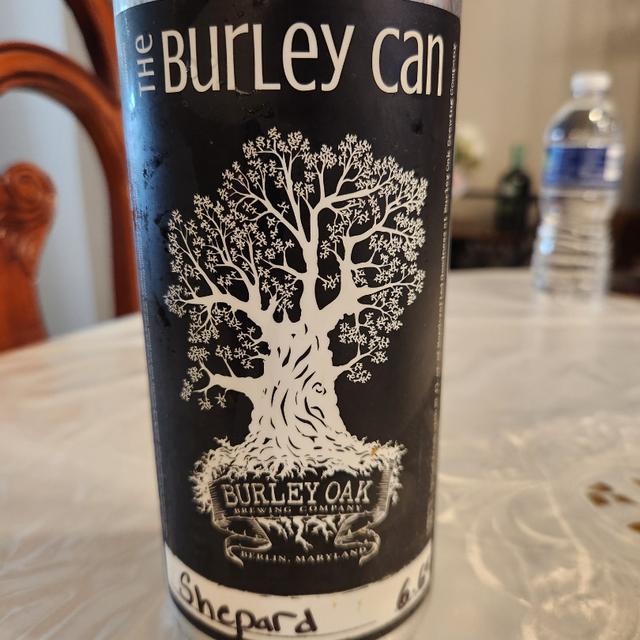 THE BURLEY CAN
BURLEY OAK
BREWING COMPANY
BERLIN, MARYLAND
Shepard